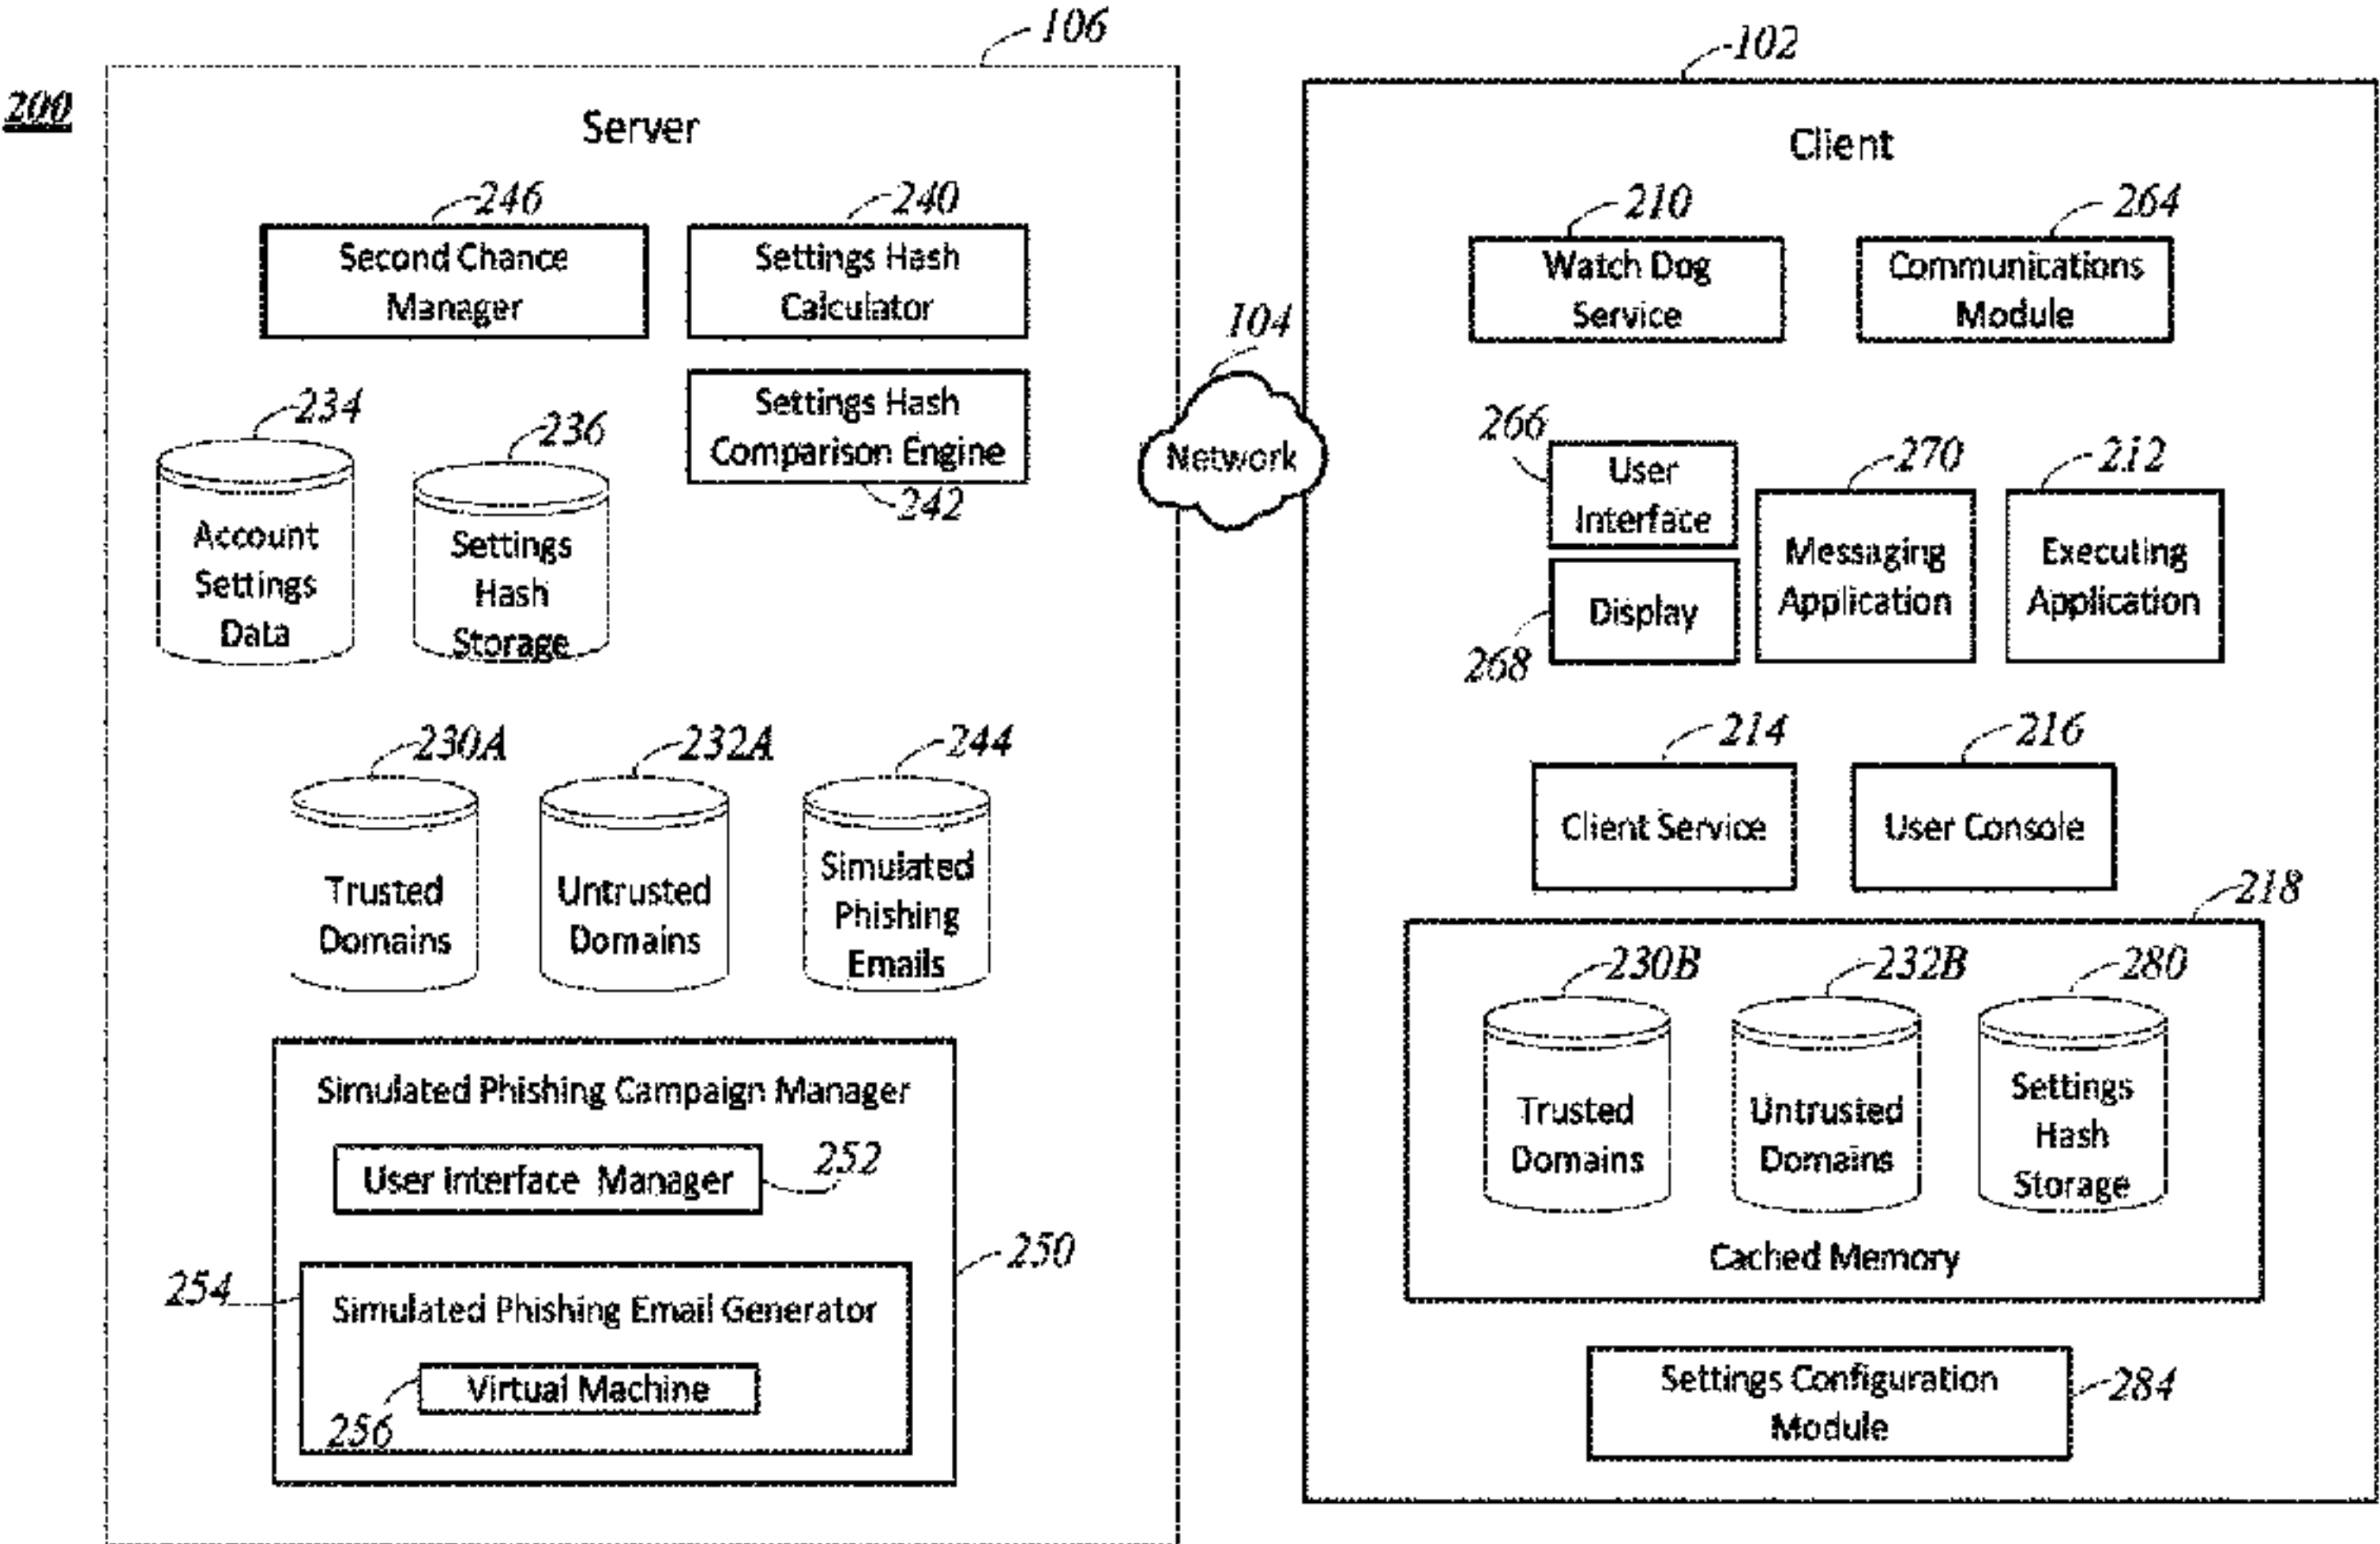 200
106
Server
246
Second Chance
Manager
240
Settings Hash
Calculator
Settings Hash
Comparison Engine
242
234
Account
Settings
Data
236
Settings
Hash
Storage
230A
Trusted
Domains
232A
Untrusted
Domains
244
Simulated
Phishing
Emails
Simulated Phishing Campaign Manager
User Interface Manager
252
250
254
Simulated Phishing Email Generator
Virtual Machine
256
104
Network
102
Client
210
Watch Dog
Service
264
Communications
Module
266
User
Interface
Display
268
270
Messaging
Application
212
Executing
Application
214
Client Service
216
User Console
218
230B
Trusted
Domains
232B
Untrusted
Domains
280
Settings
Hash
Storage
Cached Memory
Settings Configuration
Module
284